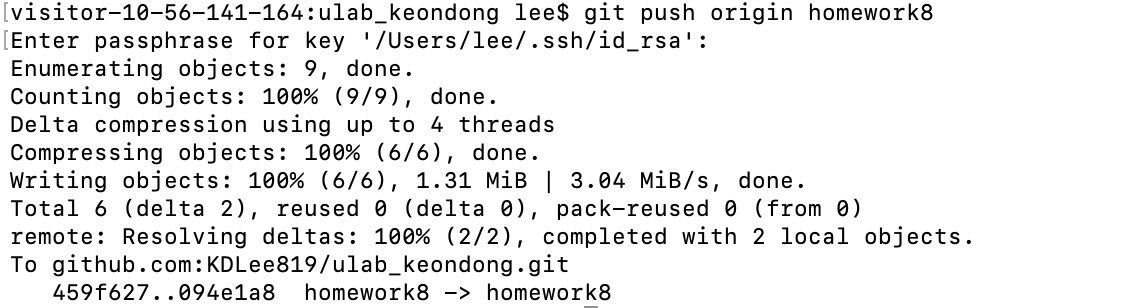 [visitor-10-56-141-164:ulab_keondong lee$ git push origin homework8
[Enter passphrase for key '/Users/lee/.ssh/id_rsa':
Enumerating objects: 9, done.
Counting objects: 100% (9/9), done.
Delta compression using up to 4 threads
Compressing objects: 100% (6/6), done.
Writing objects: 100% (6/6), 1.31 MiB | 3.04 MiB/s, done.
Total 6 (delta 2), reused 0 (delta 0), pack-reused 0 (from 0)
remote: Resolving deltas: 100% (2/2), completed with 2 local objects.
To github.com:KDLee819/ulab_keondong.git
   459f627..094e1a8  homework8 -> homework8